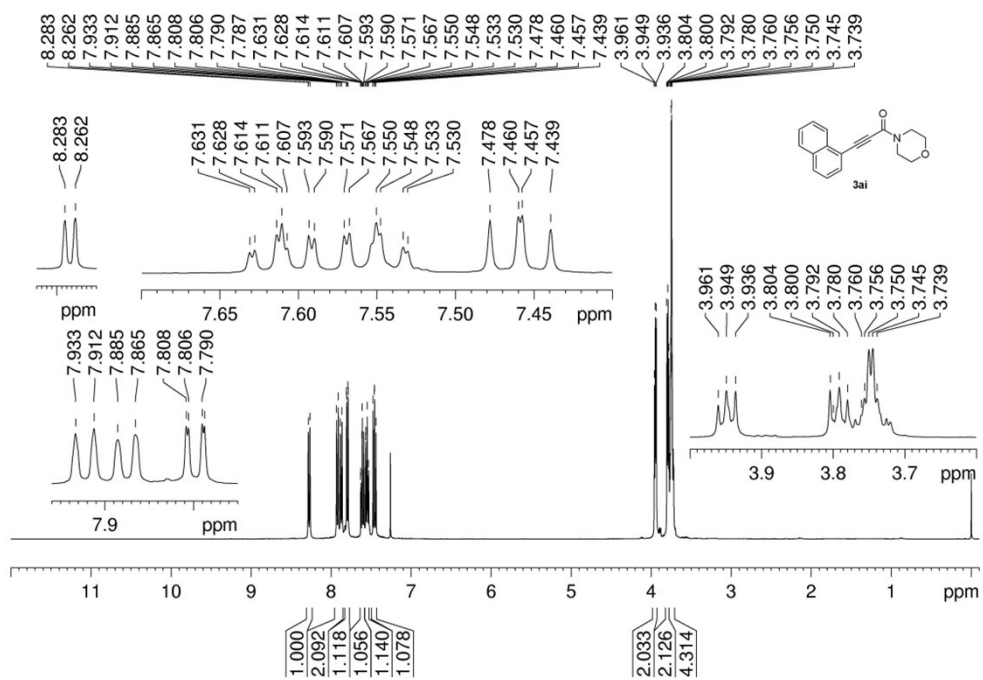 8.283 8.262 7.933 7.912 7.885 7.865 7.808 7.806 7.790 7.787 7.631 7.628 7.614 7.611 7.607 7.593 7.590 7.571 7.567 7.550 7.548 7.533 7.530 7.478 7.460 7.457 7.439 3.961 3.949 3.936 3.804 3.800 3.792 3.780 3.760 3.756 3.750 3.745 3.739
O
N
O
3ai
8.283 8.262
7.631 7.628 7.614 7.611 7.607 7.593 7.590 7.571 7.567 7.550 7.548 7.533 7.530 7.478 7.460 7.457 7.439
ppm
7.65 7.60 7.55 7.50 7.45 ppm
7.933 7.912 7.885 7.865 7.808 7.806 7.790
3.961 3.949 3.936 3.804 3.800 3.792 3.780 3.760 3.756 3.750 3.745 3.739
3.9 3.8 3.7 ppm
7.9 ppm
11 10 9 8 7 6 5 4 3 2 1 ppm
1.000 2.092 1.118 1.056 1.140 1.078 2.033 2.126 4.314